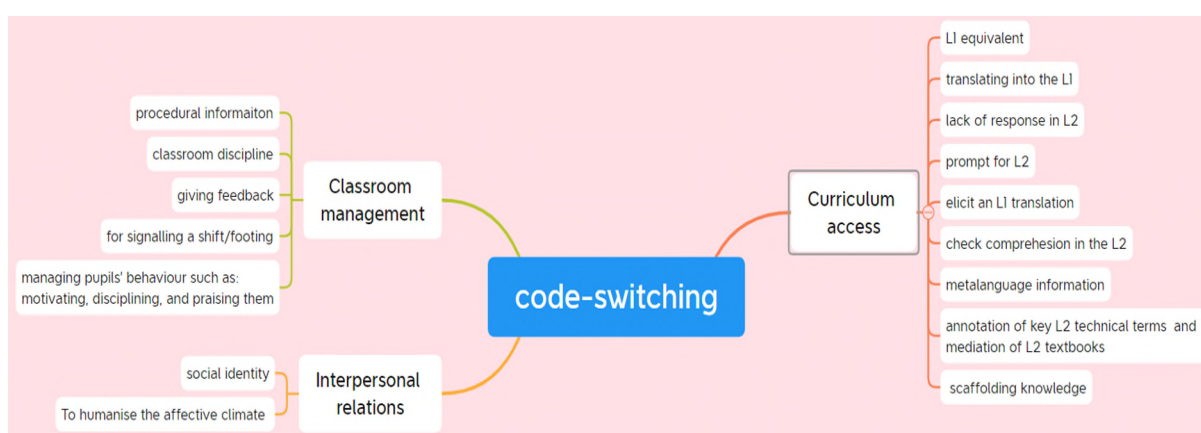 code-switching
Classroom
management
procedural informaiton
classroom discipline
giving feedback
for signalling a shift/footing
managing pupils' behaviour such as:
motivating, disciplining, and praising them
Interpersonal
relations
social identity
To humanise the affective climate
Curriculum
access
L1 equivalent
translating into the L1
lack of response in L2
prompt for L2
elicit an L1 translation
check comprehesion in the L2
metalanguage information
annotation of key L2 technical terms and
mediation of L2 textbooks
scaffolding knowledge